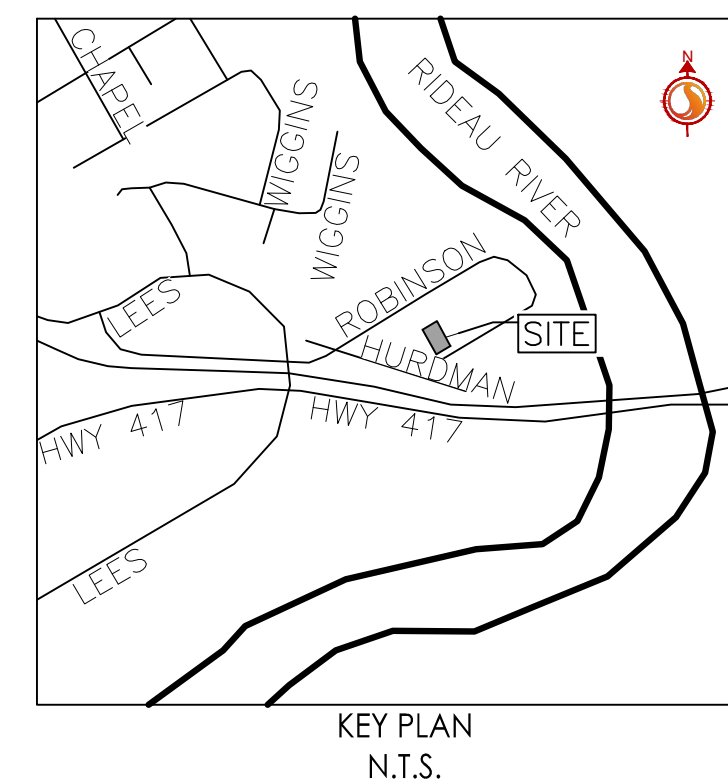 CHAPEL
N
RIDEAU RIVER
WIGGINS
WIGGINS
ROBINSON
LEES
SITE
HURDMAN
HWY 417
HWY 417
LEES
KEY PLAN
N.T.S.